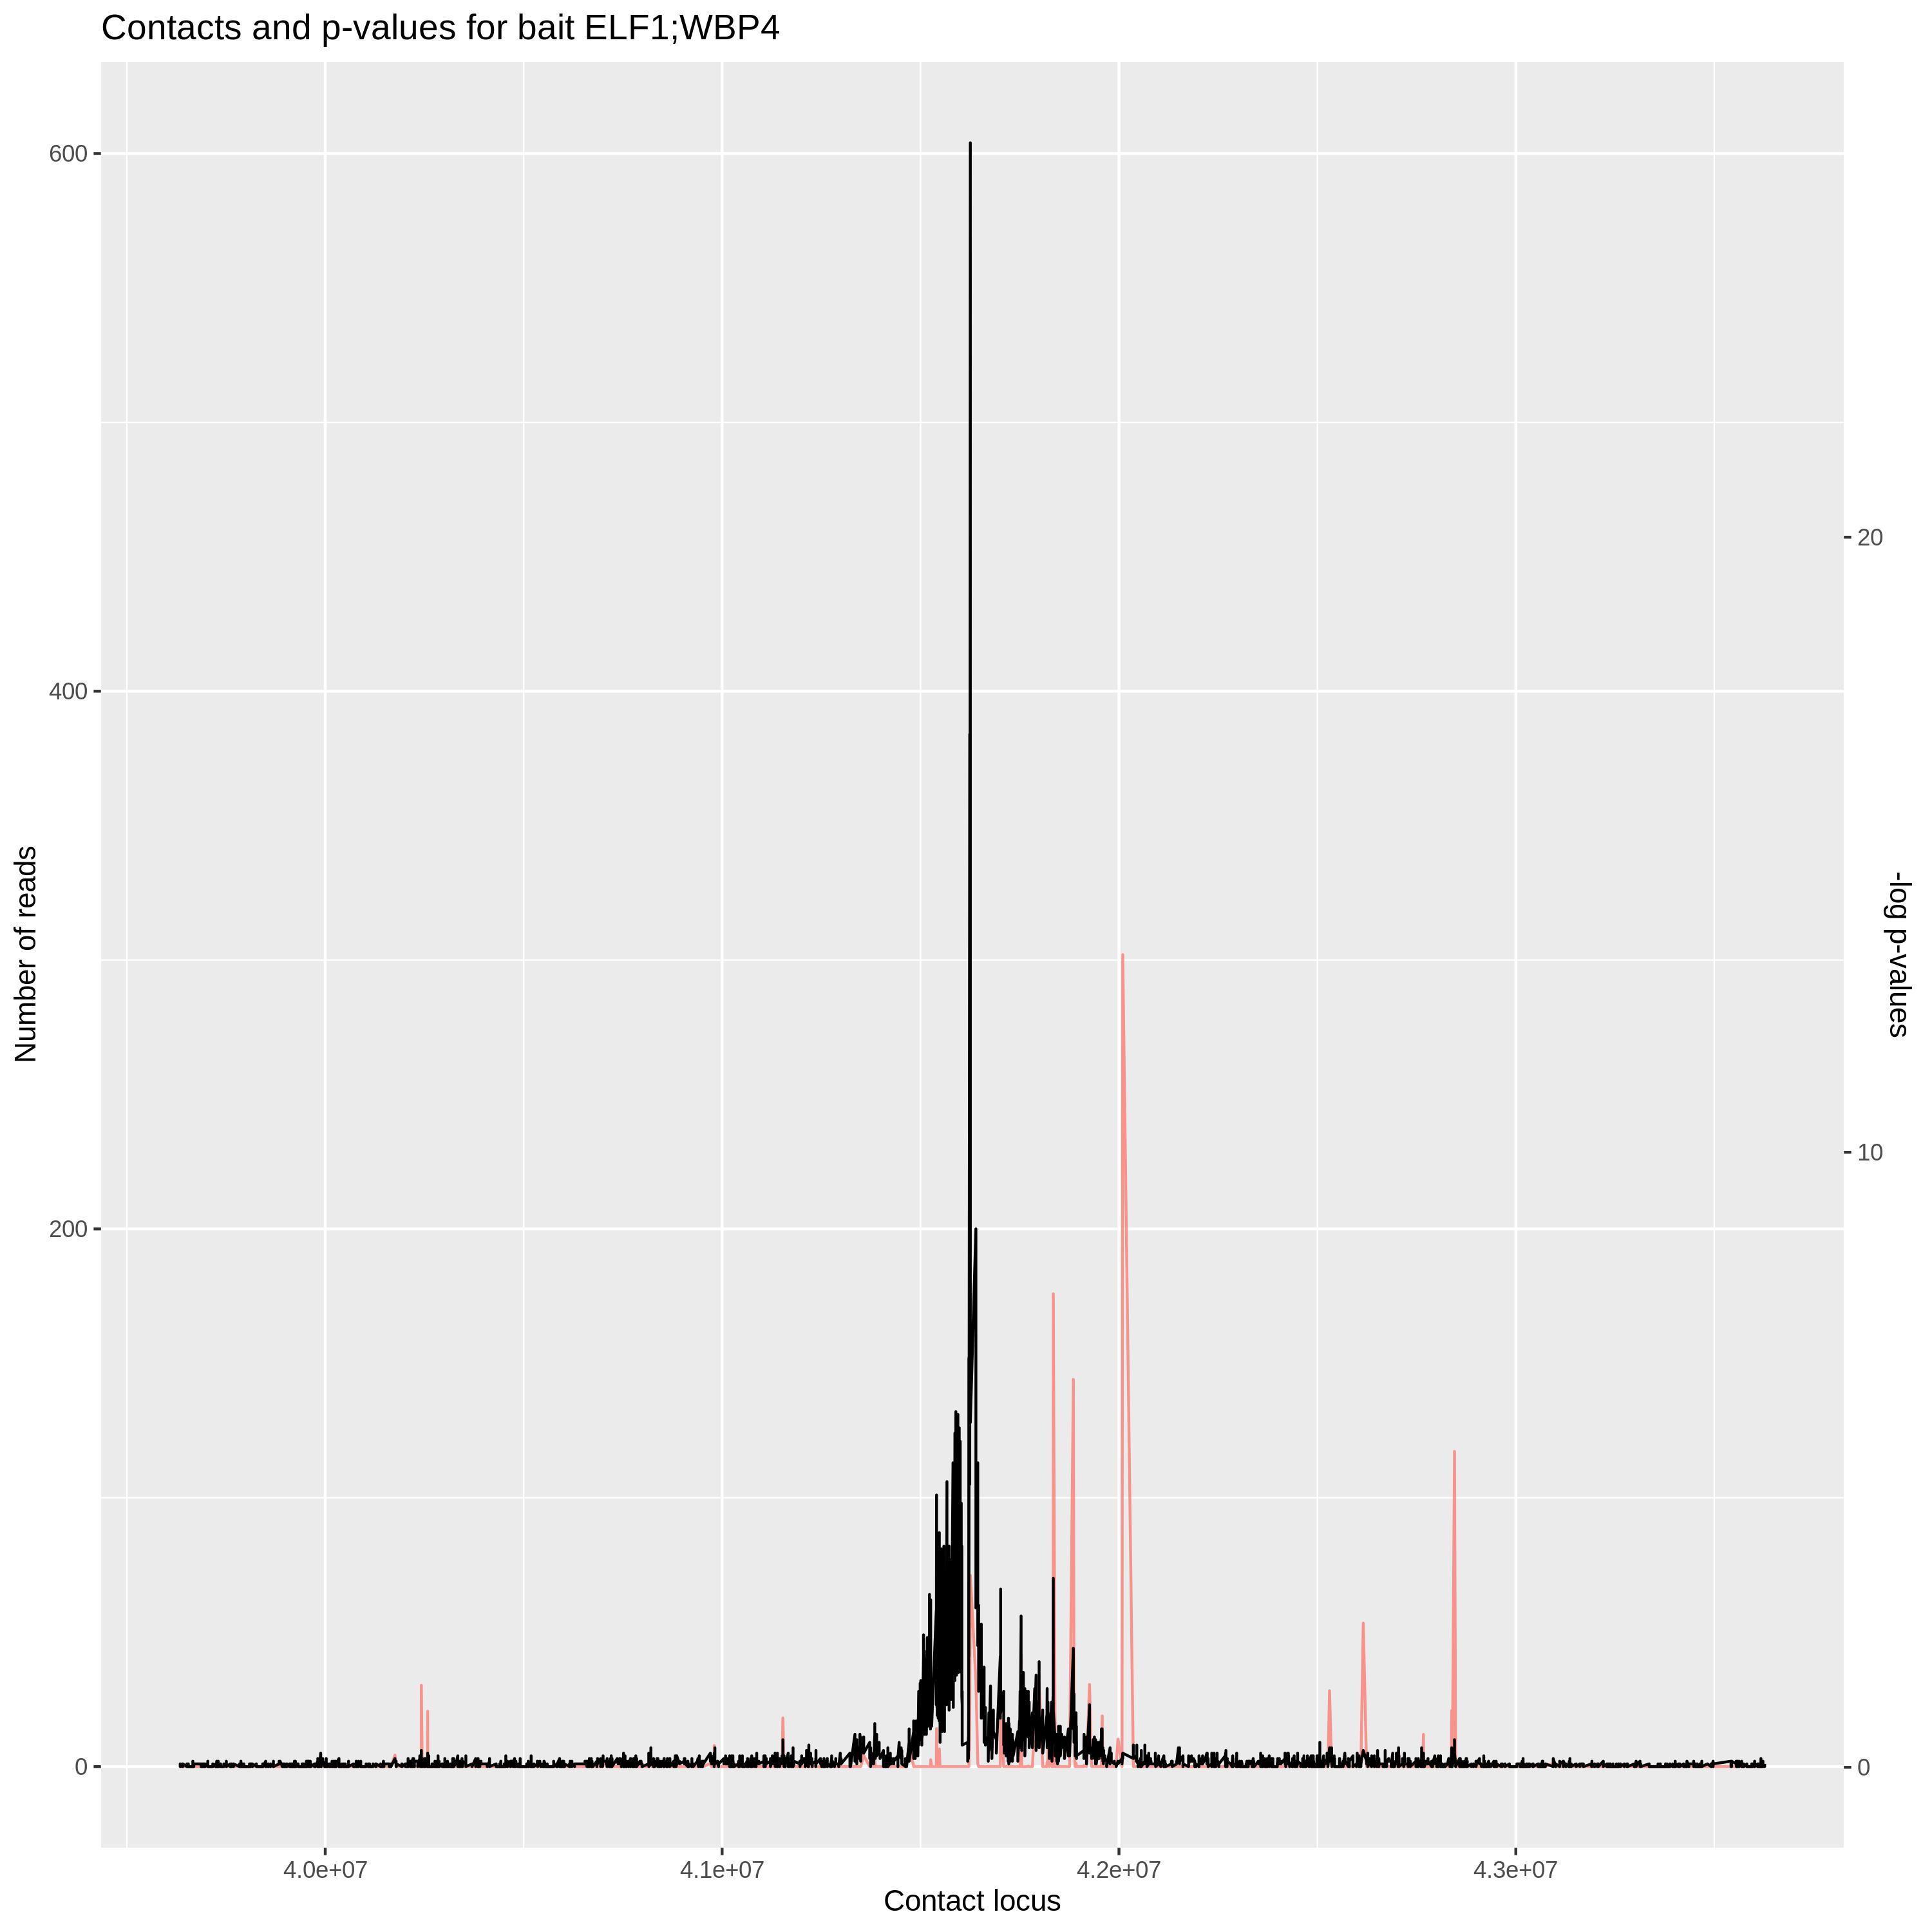 Contacts and p-values for bait ELF1;WBP4
600
400
200
0
Number of reads
20
10
0
-log p-values
4.0e+07
4.1e+07
4.2e+07
4.3e+07
Contact locus